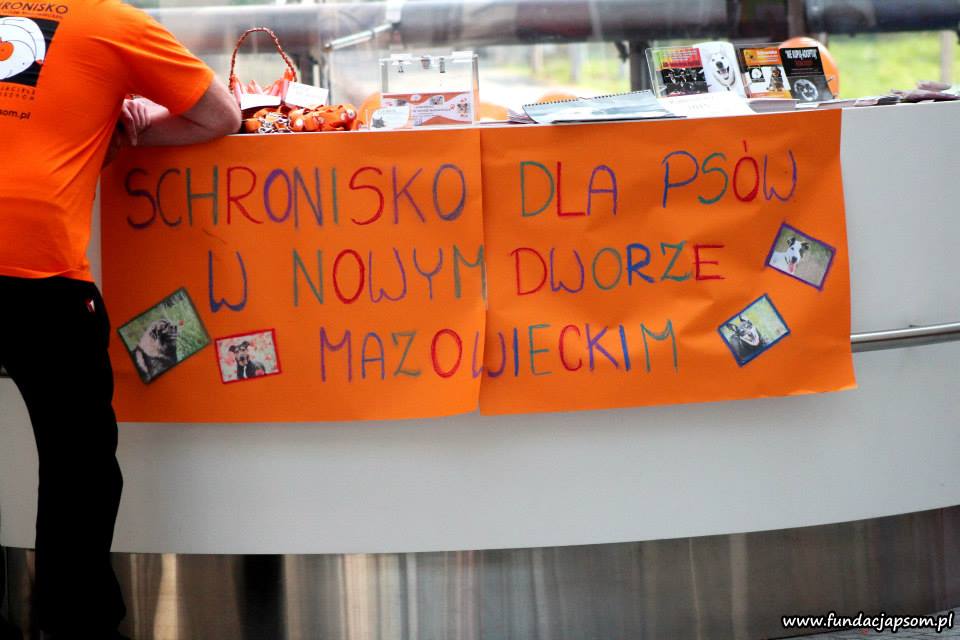 SCHRONISKO DLA PSÓW
W NOWYM DWORZE
MAZOWIECKIM
www.fundacjapsom.pl